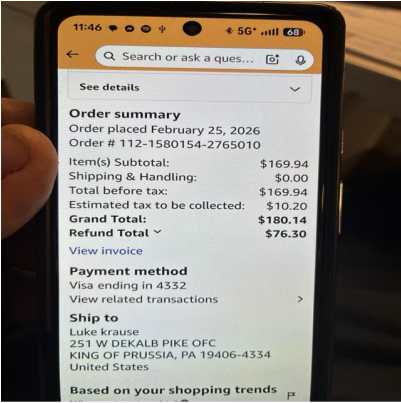 11:46 5G+ 68
Search or ask a ques...
See details
Order summary
Order placed February 25, 2026
Order # 112-1580154-2765010
Item(s) Subtotal: $169.94
Shipping & Handling: $0.00
Total before tax: $169.94
Estimated tax to be collected: $10.20
Grand Total: $180.14
Refund Total $76.30
View invoice
Payment method
Visa ending in 4332
View related transactions
Ship to
Luke krause
251 W DEKALB PIKE OFC
KING OF PRUSSIA, PA 19406-4334
United States
Based on your shopping trends